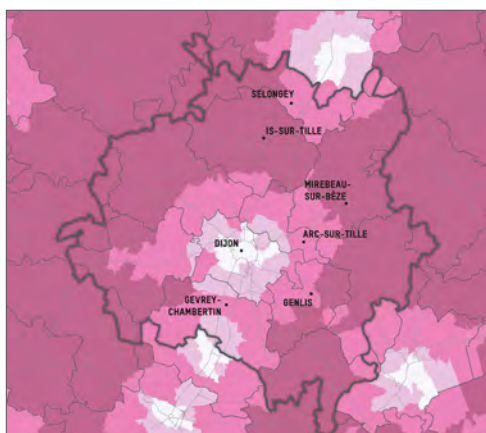 SELONGEY
IS-SUR-TILLE
MIREBEAU-
SUR-BÈZE
ARC-SUR-TILLE
DIJON
GEVREY-
CHAMBERTIN
GENLIS